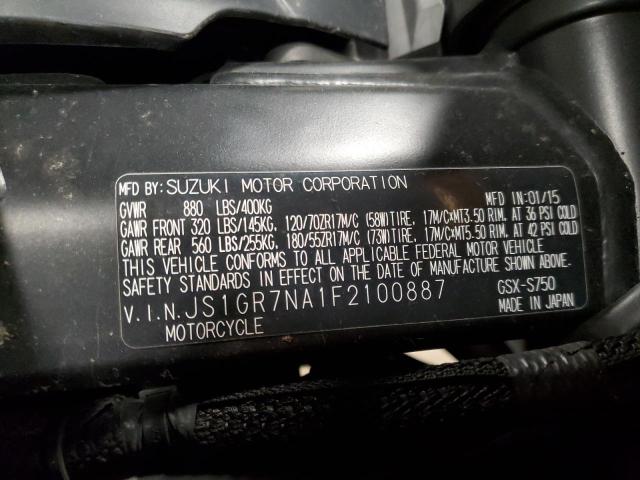 MFD BY: SUZUKI MOTOR CORPORATION MFD IN: 01/15
GVWR 880 LBS/400KG
GAWR FRONT 320 LBS/145KG, 120/70ZR17M/C (58W)TIRE, 17M/C×MT3.50 RIM, AT 36 PSI COLD
GAWR REAR 560 LBS/255KG, 180/55ZR17M/C (73W)TIRE, 17M/C×MT5.50 RIM, AT 42 PSI COLD
THIS VEHICLE CONFORMS TO ALL APPLICABLE FEDERAL MOTOR VEHICLE
SAFETY STANDARDS IN EFFECT ON THE DATE OF MANUFACTURE SHOWN ABOVE.
V.I.N. JS1GR7NA1F2100887 GSX-S750
MOTORCYCLE MADE IN JAPAN